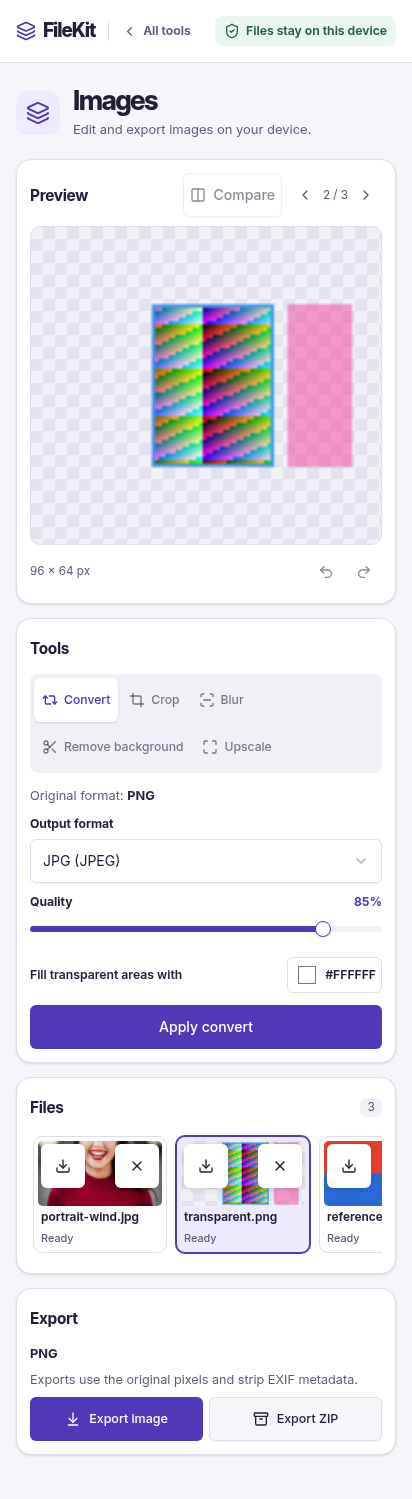 FileKit
All tools
Files stay on this device
Images
Edit and export images on your device.
Preview
Compare
2 / 3
96 × 64 px
Tools
Convert
Crop
Blur
Remove background
Upscale
Original format: PNG
Output format
JPG (JPEG)
Quality
85%
Fill transparent areas with
#FFFFFF
Apply convert
Files
3
portrait-wind.jpg
Ready
transparent.png
Ready
reference
Ready
Export
PNG
Exports use the original pixels and strip EXIF metadata.
Export Image
Export ZIP